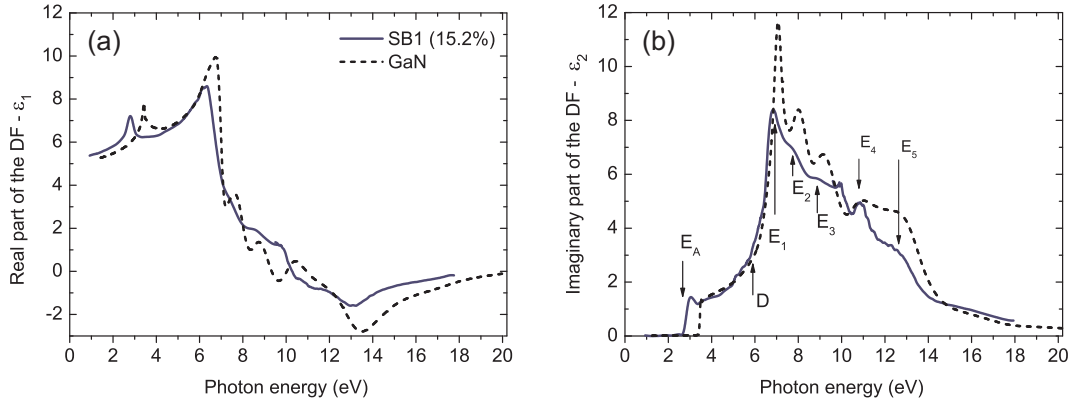 (a)
SB1 (15.2%)
GaN
12
10
8
6
4
2
0
-2
0 2 4 6 8 10 12 14 16 18 20
Real part of the DF - ε₁
Photon energy (eV)
(b)
12
10
8
6
4
2
0
0 2 4 6 8 10 12 14 16 18 20
Imaginary part of the DF - ε₂
Photon energy (eV)
E_A
D
E₁
E₂
E₃
E₄
E₅